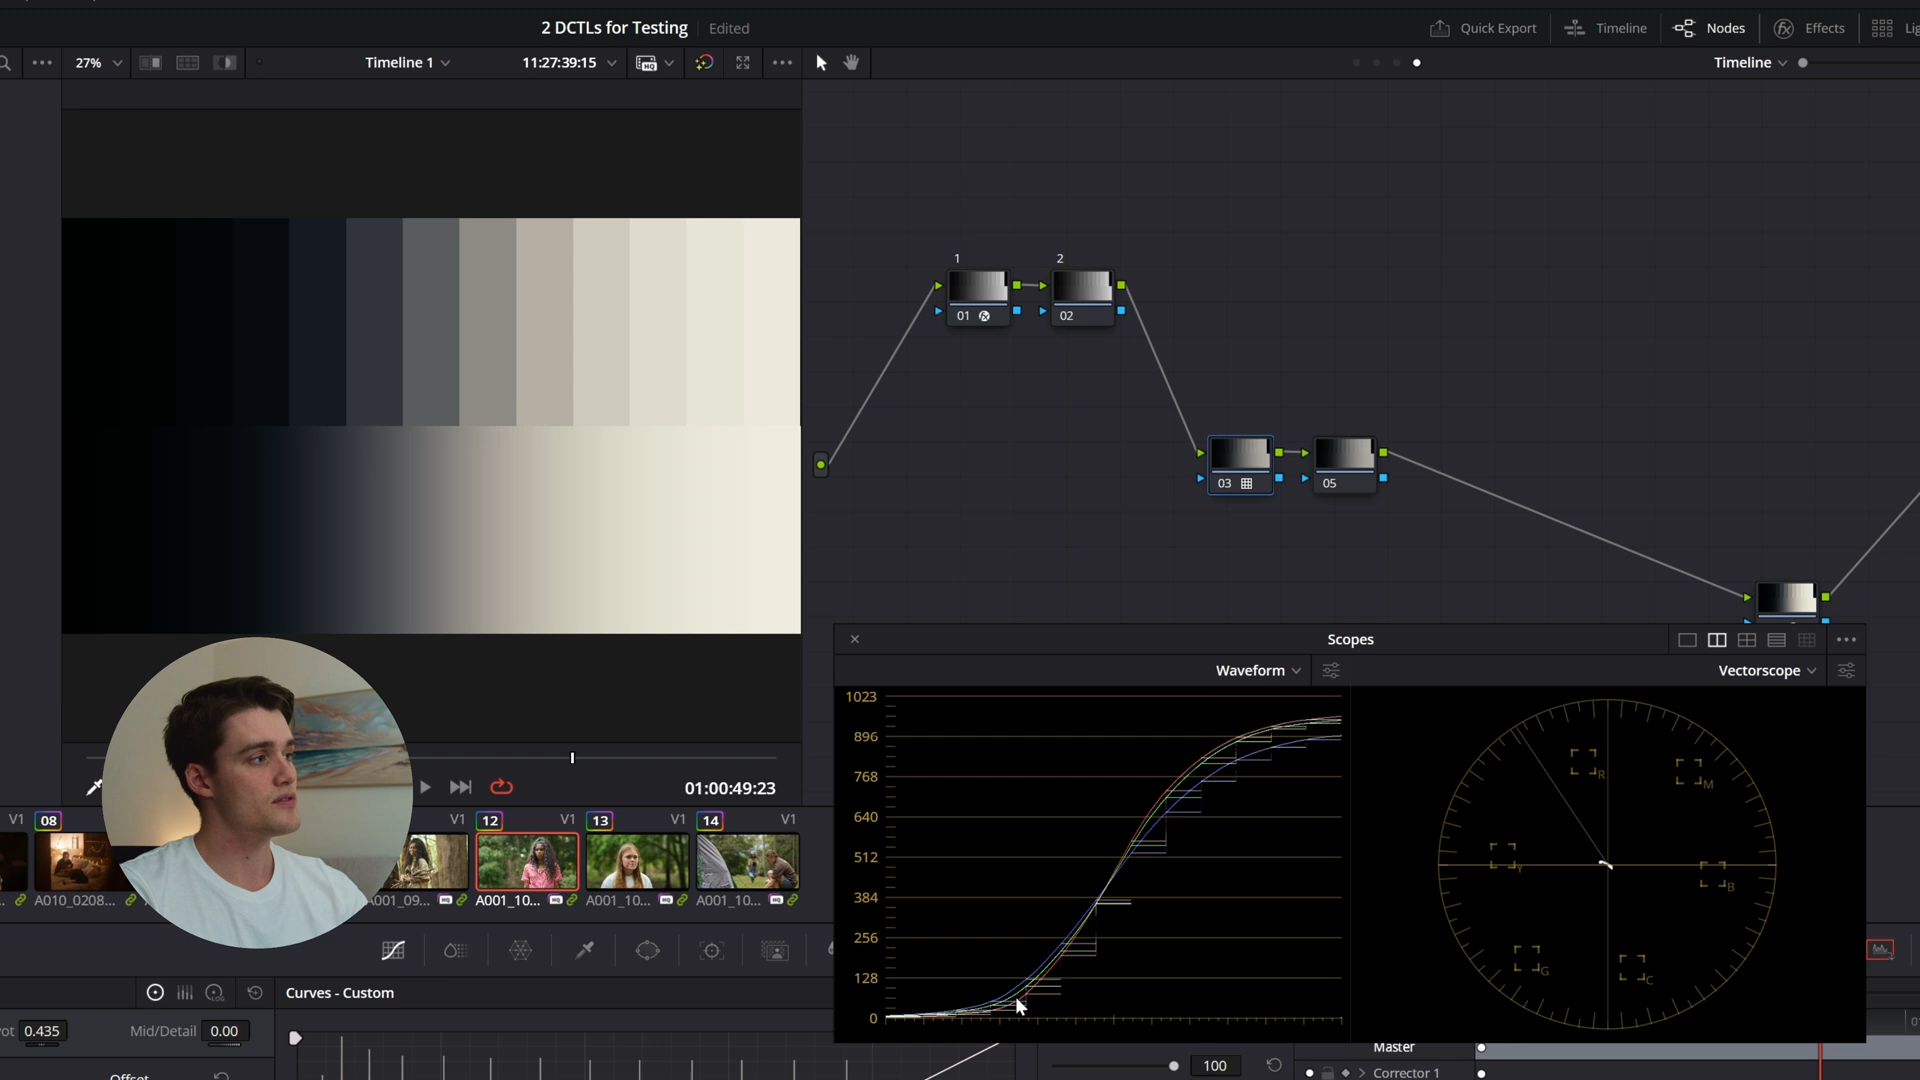 2 DCTLs for Testing Edited
Quick Export Timeline Nodes Effects
27% Timeline 1 11:27:39:15 Timeline
1 2
01 02
03 05
Scopes
Waveform Vectorscope
1023
896
768
640
512
384
256
128
0
R
M
Y
B
G
C
01:00:49:23
V1 08 V1 12 V1 13 V1 14 V1
A010_0208... A001_09... A001_10... A001_10... A001_10...
Curves - Custom
0.435 Mid/Detail 0.00
Offset
100
Master
Corrector 1